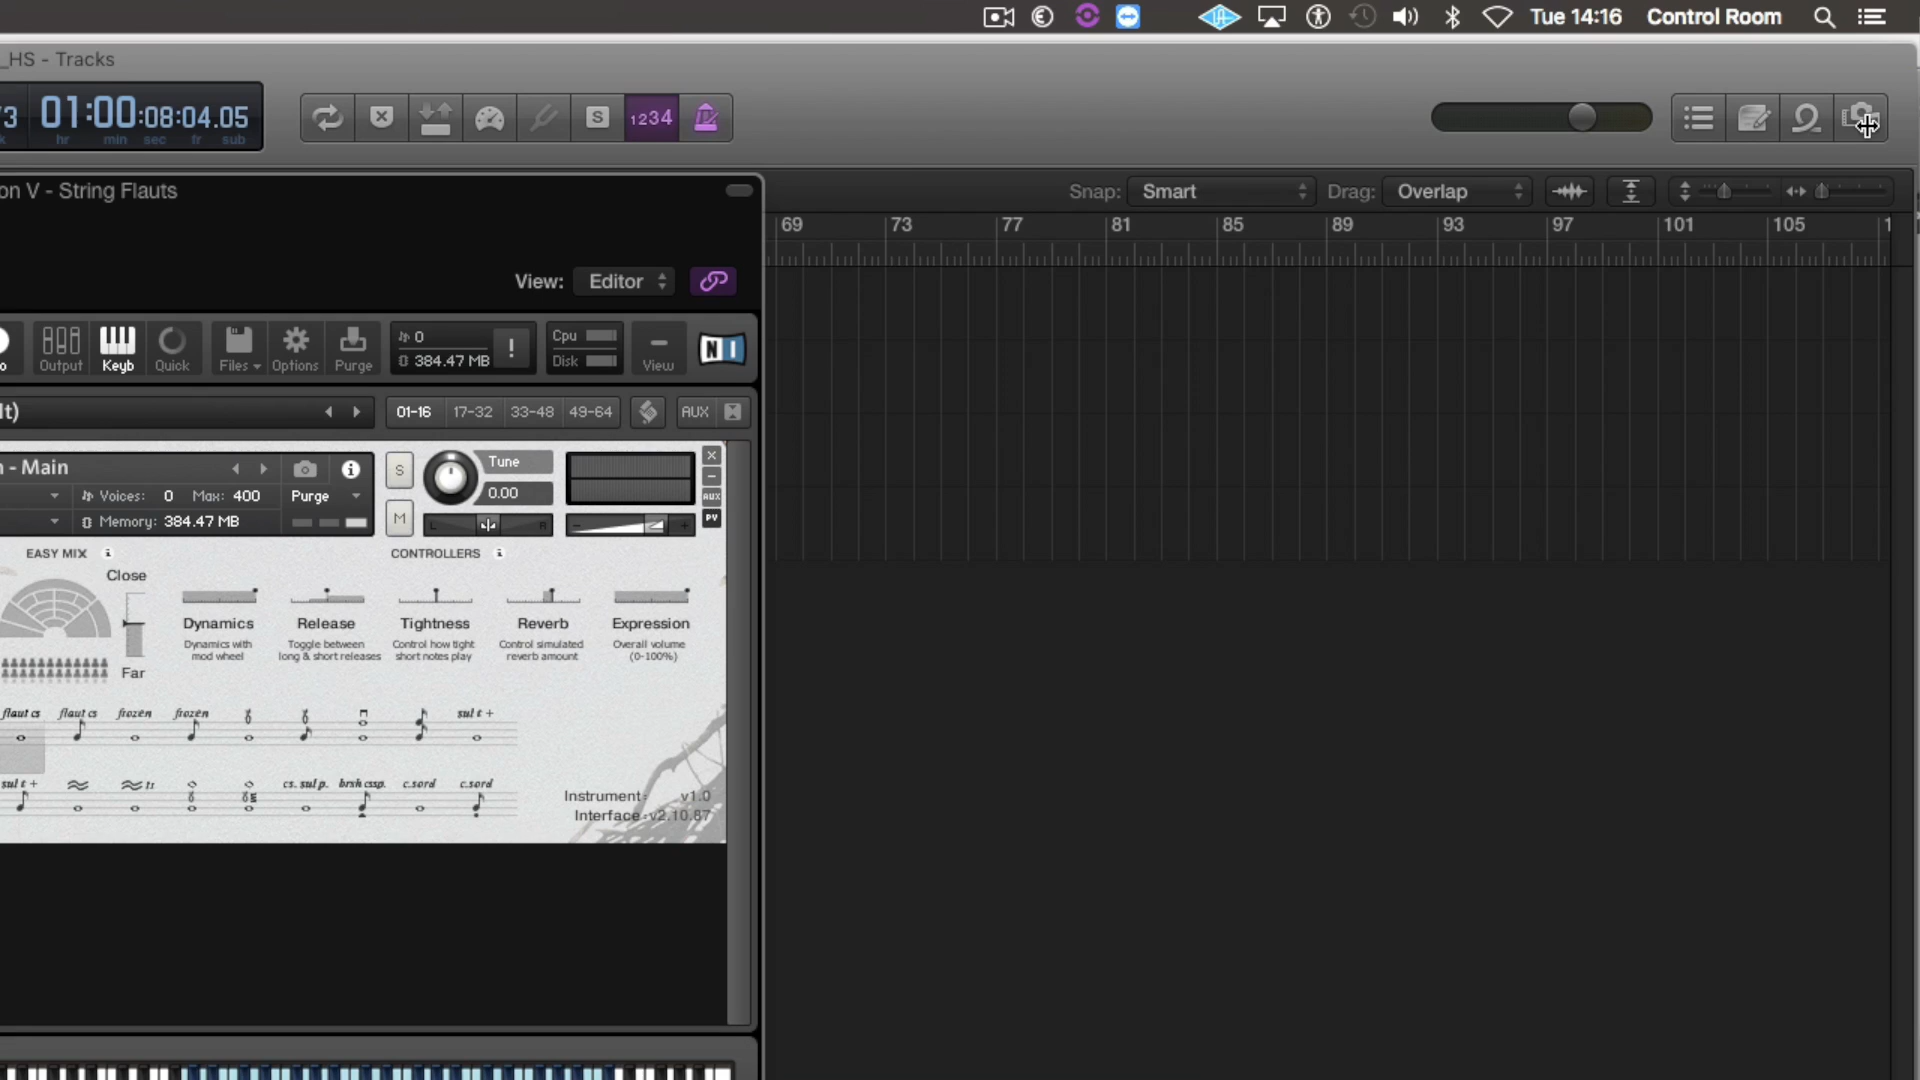 Tue 14:16 Control Room
_HS - Tracks
/3 01:00:08:04.05
hr min sec fr sub
S 1234
on V - String Flauts
Snap: Smart Drag: Overlap
69 73 77 81 85 89 93 97 101 105 1
View: Editor
Output Keyb Quick Files Options Purge
0
384.47 MB
!
Cpu
Disk
View
NI
lt)
01-16 17-32 33-48 49-64 AUX
n - Main
S
Tune
0.00
Voices: 0 Max: 400 Purge
Memory: 384.47 MB
M
L R
- +
AUX
PV
EASY MIX i CONTROLLERS i
Close
Far
Dynamics Release Tightness Reverb Expression
Dynamics with mod wheel
Toggle between long & short releases
Control how tight short notes play
Control simulated reverb amount
Overall volume (0-100%)
flaut cs flaut cs frozen frozen sul t +
sul t + cs. sul p. brsh cssp. c.sord c.sord
Instrument: v1.0
Interface: v2.10.87